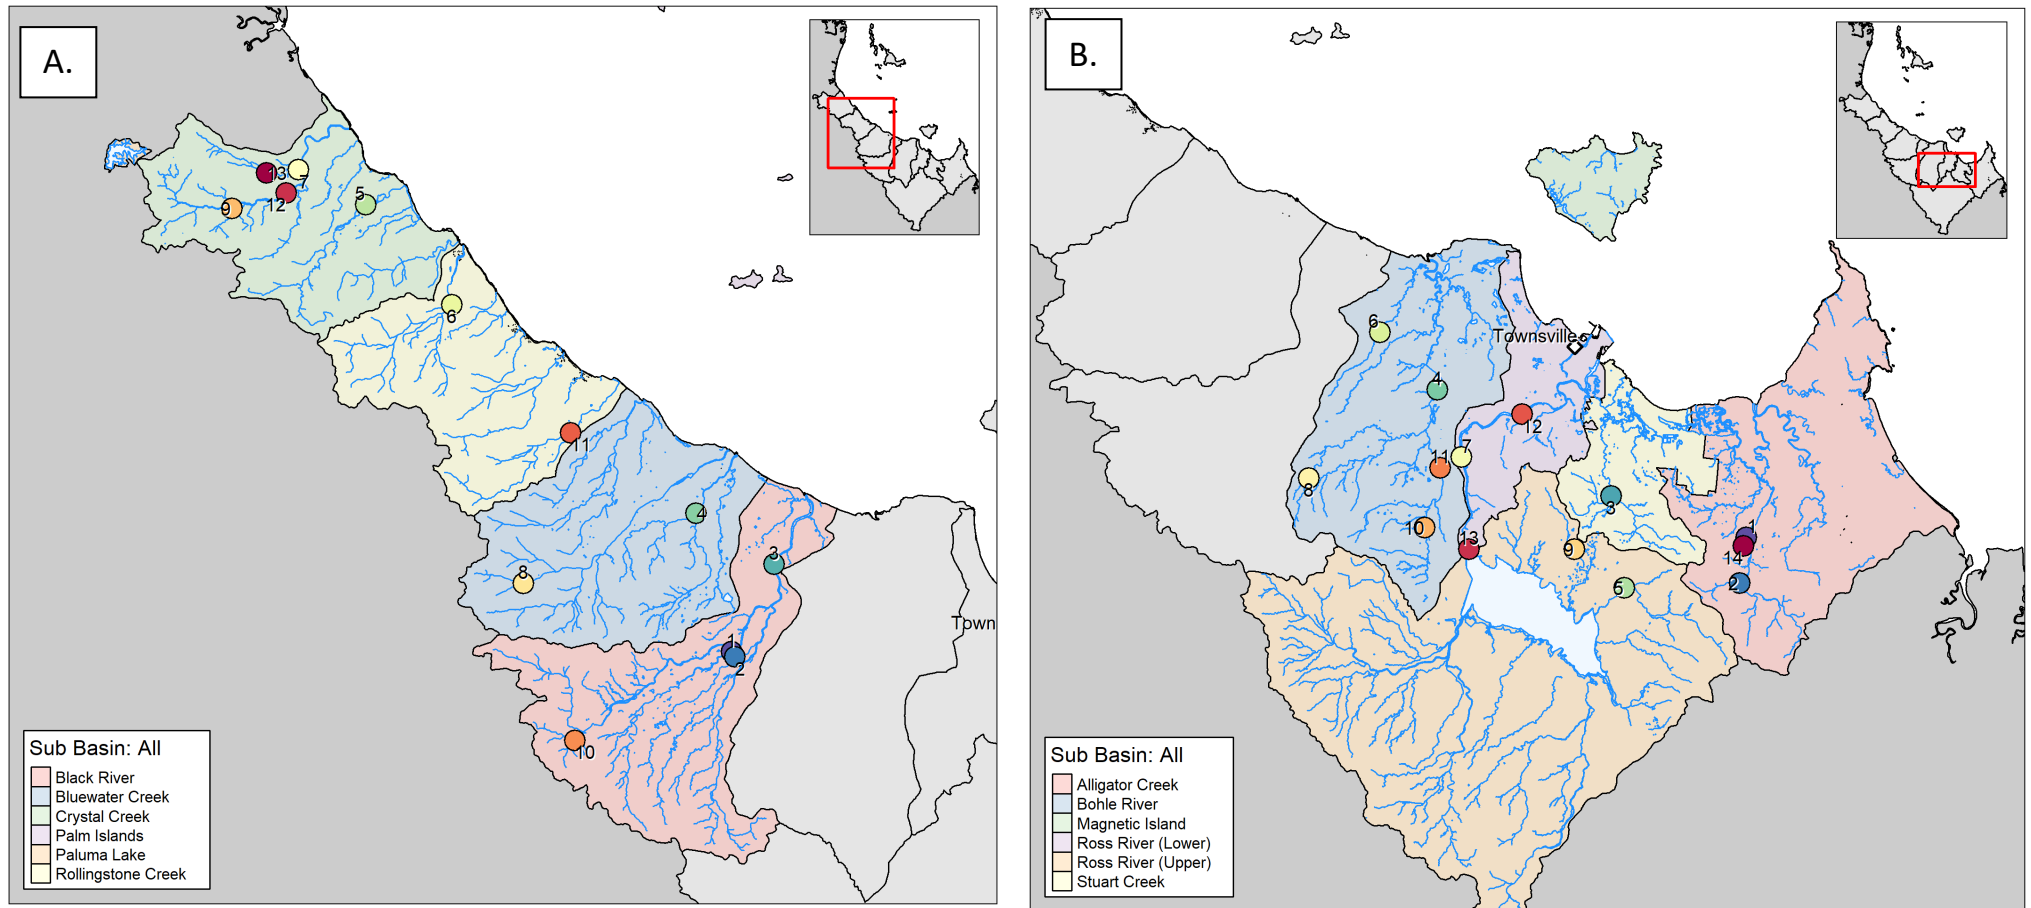 A.
13
7
12
9
5
6
11
4
3
8
1
2
10
Town
Sub Basin: All
Black River
Bluewater Creek
Crystal Creek
Palm Islands
Paluma Lake
Rollingstone Creek
B.
Townsville
6
4
12
7
11
8
3
10
13
9
1
14
2
5
Sub Basin: All
Alligator Creek
Bohle River
Magnetic Island
Ross River (Lower)
Ross River (Upper)
Stuart Creek